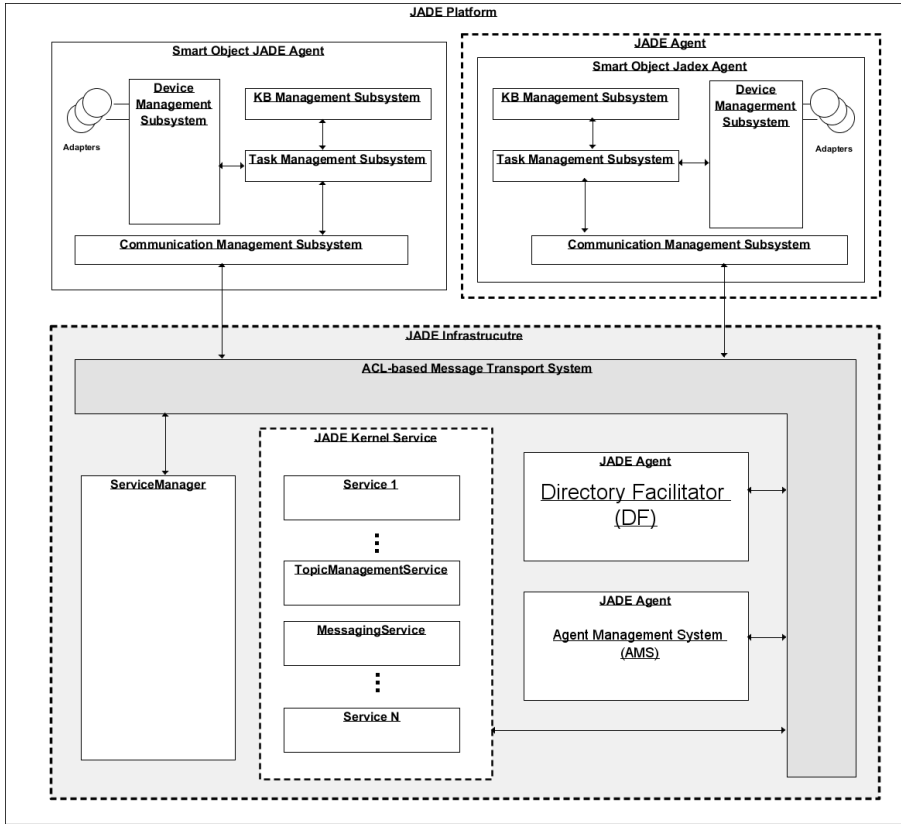 JADE Platform
Smart Object JADE Agent
Device
Management
Subsystem
KB Management Subsystem
Adapters
Task Management Subsystem
Communication Management Subsystem
JADE Agent
Smart Object Jadex Agent
KB Management Subsystem
Device
Managerment
Subsystem
Task Management Subsystem
Adapters
Communication Management Subsystem
JADE Infrastrucutre
ACL-based Message Transport System
ServiceManager
JADE Kernel Service
Service 1
TopicManagementService
MessagingService
Service N
JADE Agent
Directory Facilitator
(DF)
JADE Agent
Agent Management System
(AMS)